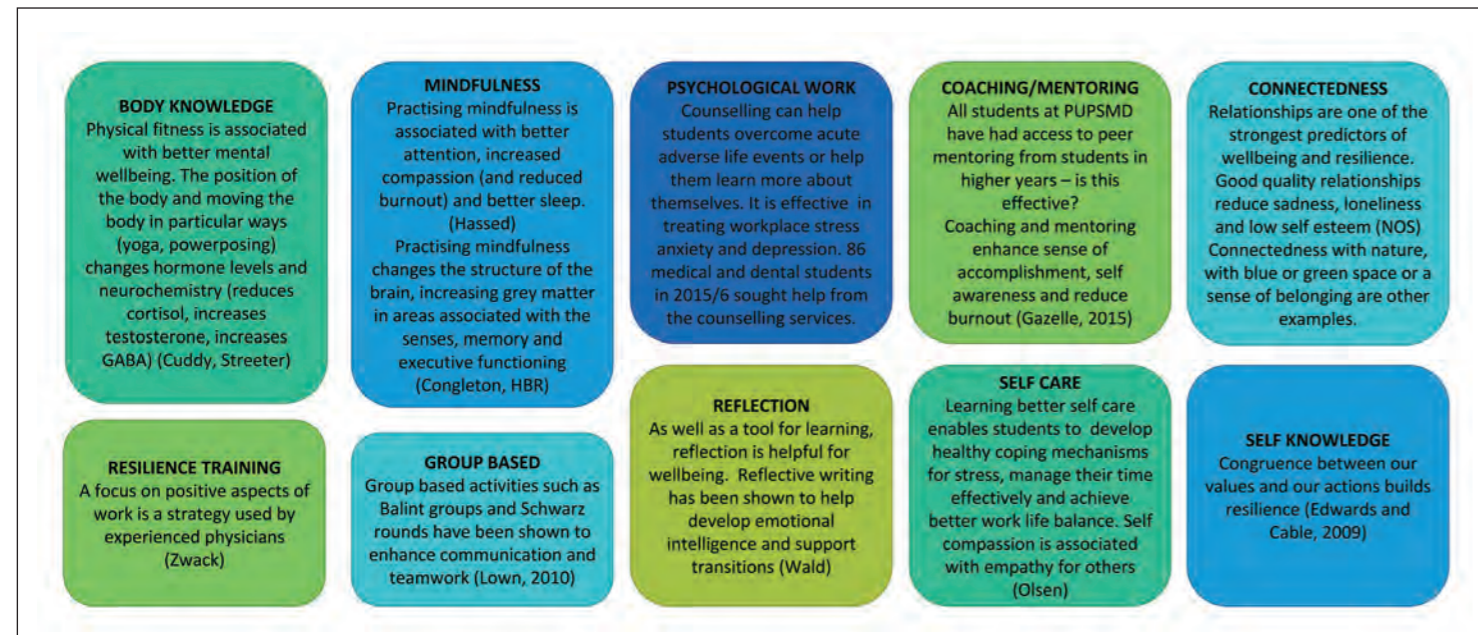 BODY KNOWLEDGE
Physical fitness is associated
with better mental
wellbeing. The position of
the body and moving the
body in particular ways
(yoga, powerposing)
changes hormone levels and
neurochemistry (reduces
cortisol, increases
testosterone, increases
GABA) (Cuddy, Streeter)
MINDFULNESS
Practising mindfulness is
associated with better
attention, increased
compassion (and reduced
burnout) and better sleep.
(Hassed)
Practising mindfulness
changes the structure of the
brain, increasing grey matter
in areas associated with the
senses, memory and
executive functioning
(Congleton, HBR)
PSYCHOLOGICAL WORK
Counselling can help
students overcome acute
adverse life events or help
them learn more about
themselves. It is effective in
treating workplace stress
anxiety and depression. 86
medical and dental students
in 2015/6 sought help from
the counselling services.
COACHING/MENTORING
All students at PUPSMD
have had access to peer
mentoring from students in
higher years – is this
effective?
Coaching and mentoring
enhance sense of
accomplishment, self
awareness and reduce
burnout (Gazelle, 2015)
CONNECTEDNESS
Relationships are one of the
strongest predictors of
wellbeing and resilience.
Good quality relationships
reduce sadness, loneliness
and low self esteem (NOS)
Connectedness with nature,
with blue or green space or a
sense of belonging are other
examples.
RESILIENCE TRAINING
A focus on positive aspects of
work is a strategy used by
experienced physicians
(Zwack)
GROUP BASED
Group based activities such as
Balint groups and Schwarz
rounds have been shown to
enhance communication and
teamwork (Lown, 2010)
REFLECTION
As well as a tool for learning,
reflection is helpful for
wellbeing. Reflective writing
has been shown to help
develop emotional
intelligence and support
transitions (Wald)
SELF CARE
Learning better self care
enables students to develop
healthy coping mechanisms
for stress, manage their time
effectively and achieve
better work life balance. Self
compassion is associated
with empathy for others
(Olsen)
SELF KNOWLEDGE
Congruence between our
values and our actions builds
resilience (Edwards and
Cable, 2009)